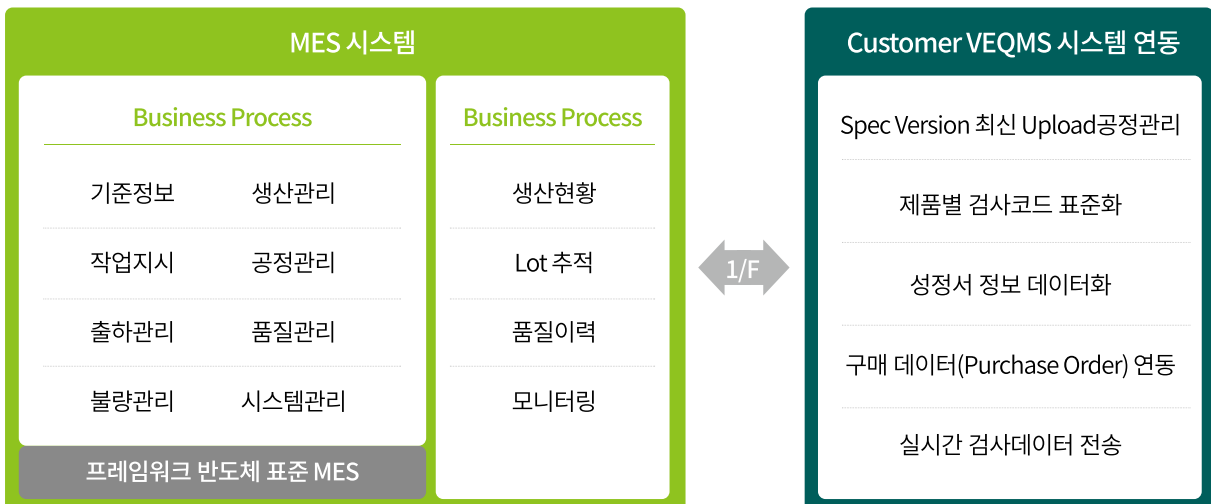 MES 시스템
Business Process
기준정보 생산관리
작업지시 공정관리
출하관리 품질관리
불량관리 시스템관리
프레임워크 반도체 표준 MES
Business Process
생산현황
Lot 추적
품질이력
모니터링
1/F
Customer VEQMS 시스템 연동
Spec Version 최신 Upload공정관리
제품별 검사코드 표준화
성정서 정보 데이터화
구매 데이터(Purchase Order) 연동
실시간 검사데이터 전송